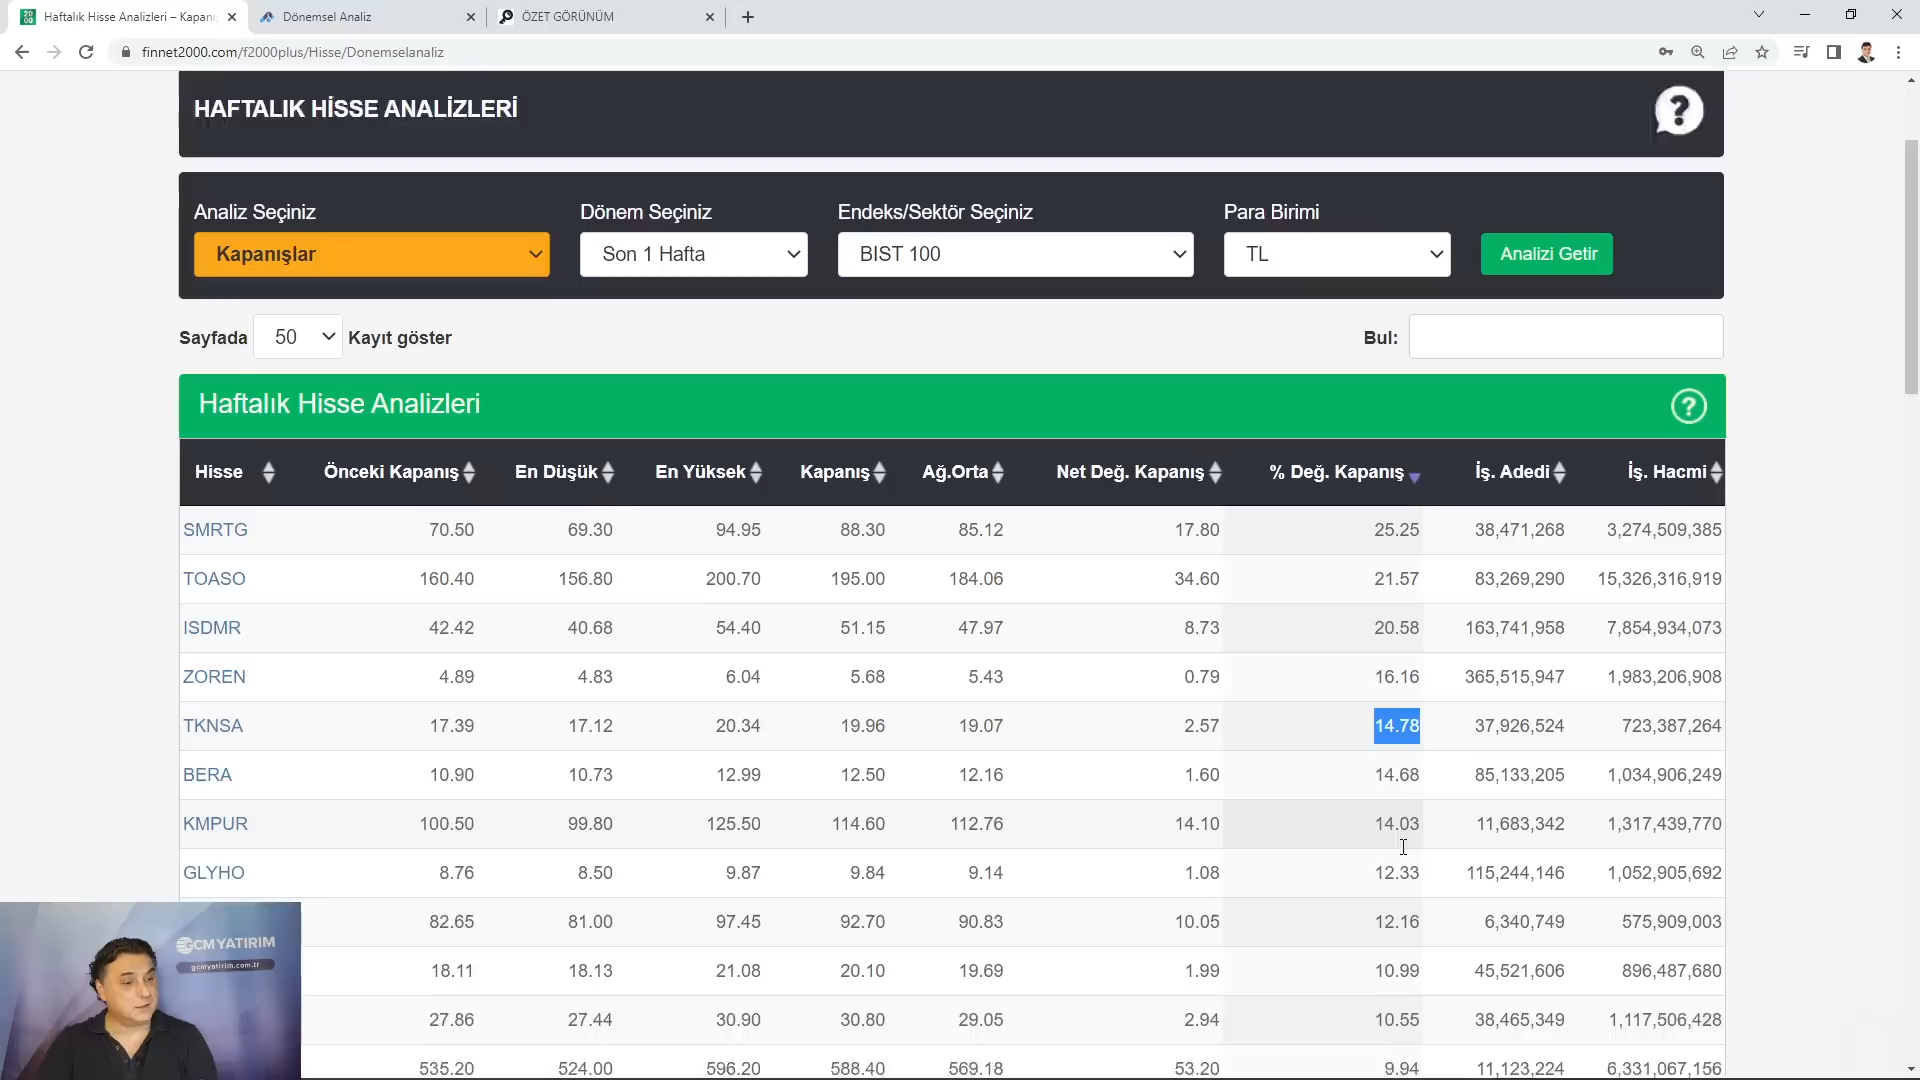 Haftalık Hisse Analizleri – Kapanı
Dönemsel Analiz
ÖZET GÖRÜNÜM
finnet2000.com/f2000plus/Hisse/Donemselanaliz
HAFTALIK HİSSE ANALİZLERİ
Analiz Seçiniz Dönem Seçiniz Endeks/Sektör Seçiniz Para Birimi
Kapanışlar Son 1 Hafta BIST 100 TL Analizi Getir
Sayfada 50 Kayıt göster Bul:
Haftalık Hisse Analizleri
Hisse Önceki Kapanış En Düşük En Yüksek Kapanış Ağ.Orta Net Değ. Kapanış % Değ. Kapanış İş. Adedi İş. Hacmi
SMRTG 70.50 69.30 94.95 88.30 85.12 17.80 25.25 38,471,268 3,274,509,385
TOASO 160.40 156.80 200.70 195.00 184.06 34.60 21.57 83,269,290 15,326,316,919
ISDMR 42.42 40.68 54.40 51.15 47.97 8.73 20.58 163,741,958 7,854,934,073
ZOREN 4.89 4.83 6.04 5.68 5.43 0.79 16.16 365,515,947 1,983,206,908
TKNSA 17.39 17.12 20.34 19.96 19.07 2.57 14.78 37,926,524 723,387,264
BERA 10.90 10.73 12.99 12.50 12.16 1.60 14.68 85,133,205 1,034,906,249
KMPUR 100.50 99.80 125.50 114.60 112.76 14.10 14.03 11,683,342 1,317,439,770
GLYHO 8.76 8.50 9.87 9.84 9.14 1.08 12.33 115,244,146 1,052,905,692
82.65 81.00 97.45 92.70 90.83 10.05 12.16 6,340,749 575,909,003
18.11 18.13 21.08 20.10 19.69 1.99 10.99 45,521,606 896,487,680
27.86 27.44 30.90 30.80 29.05 2.94 10.55 38,465,349 1,117,506,428
535.20 524.00 596.20 588.40 569.18 53.20 9.94 11,123,224 6,331,067,156
GCM YATIRIM
gcmyatirim.com.tr